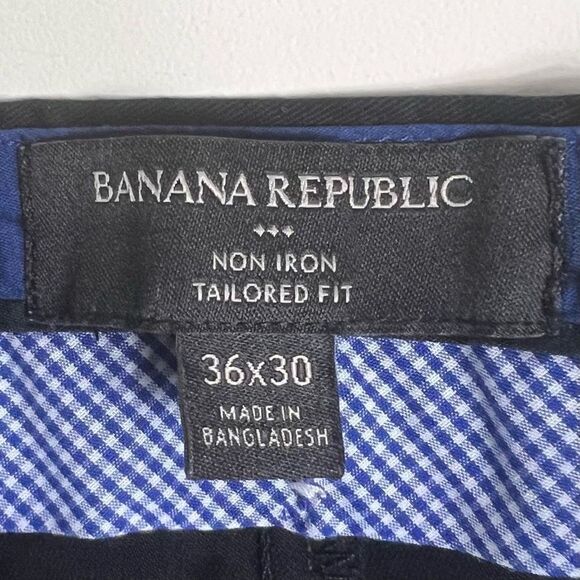 BANANA REPUBLIC
NON IRON
TAILORED FIT
36x30
MADE IN
BANGLADESH